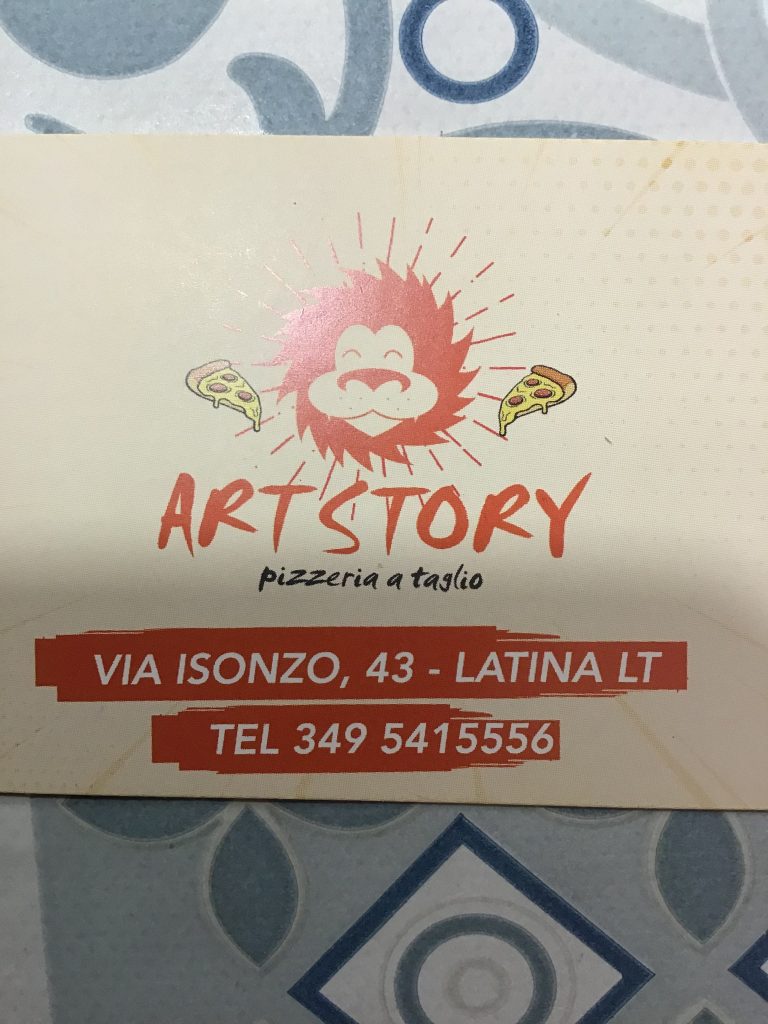 ART STORY
pizzeria a taglio
VIA ISONZO, 43 - LATINA LT
TEL 349 5415556